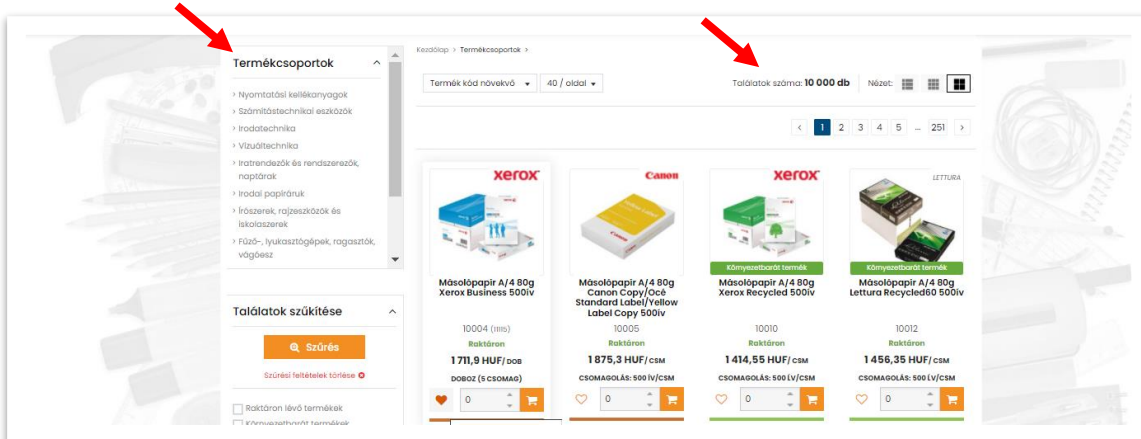 Termékcsoportok
> Nyomtatási kellékanyagok
> Számítástechnikai eszközök
> Irodatechnika
> Vizuáltechnika
> Iratrendezők és rendszerezők,
naptárak
> Irodai papíráruk
> Írószerek, rajzeszközök és
iskolaszerek
> Fűző-, lyukasztógépek, ragasztók,
vágóesz
Találatok szűkítése
Szűrés
Szűrési feltételek törlése
Raktáron lévő termékek
Környezetbarát termékek
Kezdőlap > Termékcsoportok >
Termék kód növekvő
40 / oldal
Találatok száma: 10 000 db
Nézet:
< 1 2 3 4 5 ... 251 >
xerox
Másolópapír A/4 80g
Xerox Business 500ív
10004 (11115)
Raktáron
1 711,9 HUF/ DOB
DOBOZ (5 CSOMAG)
0
Canon
Yellow Label
Canon
Másolópapír A/4 80g
Canon Copy/Océ
Standard Label/Yellow
Label Copy 500ív
10005
Raktáron
1 875,3 HUF/ CSM
CSOMAGOLÁS: 500 ÍV/CSM
0
xerox
Környezetbarát termék
Másolópapír A/4 80g
Xerox Recycled 500ív
10010
Raktáron
1 414,55 HUF/ CSM
CSOMAGOLÁS: 500 ÍV/CSM
0
LETTURA
Környezetbarát termék
Másolópapír A/4 80g
Lettura Recycled60 500ív
10012
Raktáron
1 456,35 HUF/ CSM
CSOMAGOLÁS: 500 ÍV/CSM
0